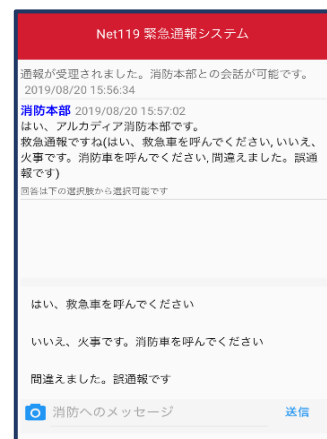 Net119 緊急通報システム
通報が受理されました。消防本部との会話が可能です。
2019/08/20 15:56:34
消防本部 2019/08/20 15:57:02
はい、アルカディア消防本部です。
救急通報ですね(はい、救急車を呼んでください, いいえ、
火事です。消防車を呼んでください, 間違えました。誤通
報です)
回答は下の選択肢から選択可能です
はい、救急車を呼んでください
いいえ、火事です。消防車を呼んでください
間違えました。誤通報です
消防へのメッセージ 送信